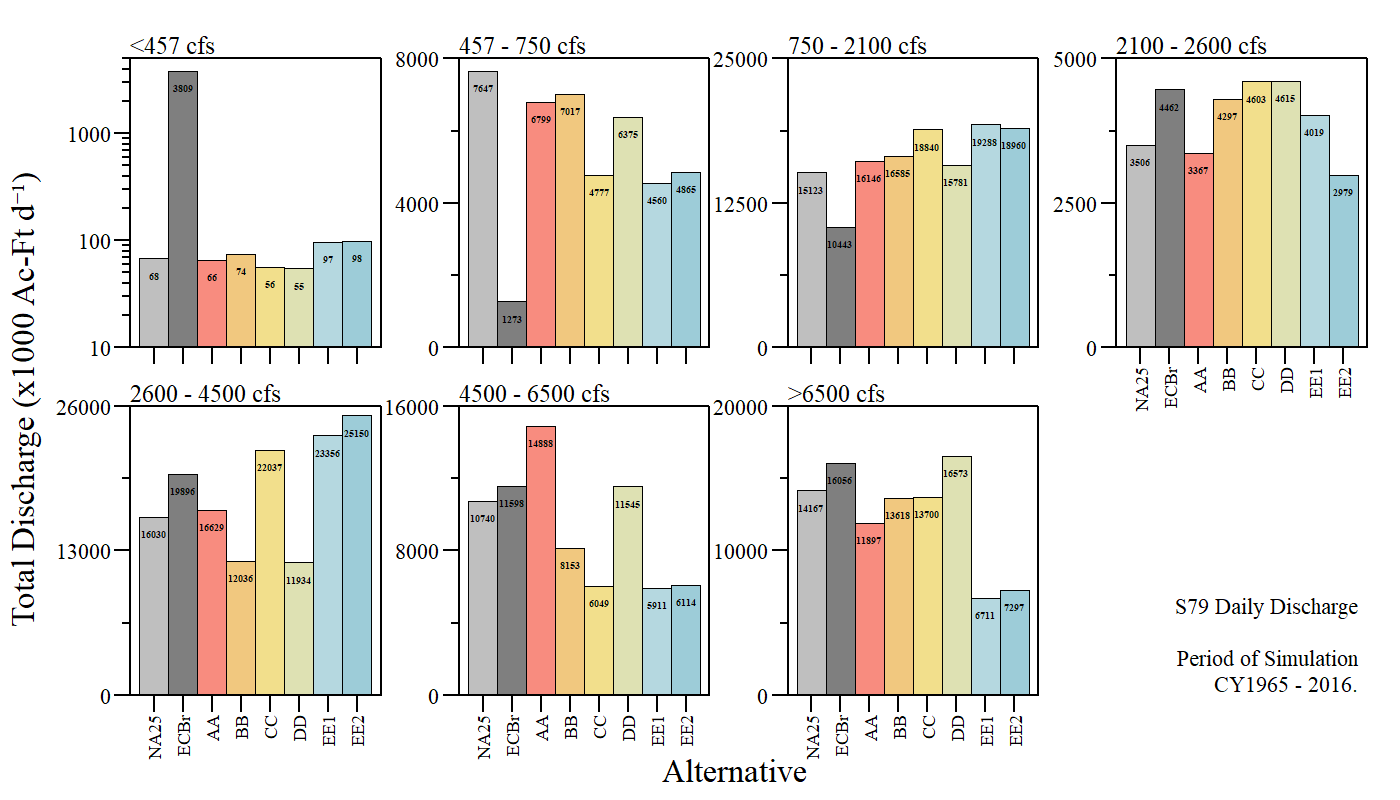 Total Discharge (x1000 Ac-Ft d⁻¹)
<457 cfs
1000
100
10
68
3809
66
74
56
55
97
98
457 - 750 cfs
8000
4000
0
7647
1273
6799
7017
4777
6375
4560
4865
750 - 2100 cfs
25000
12500
0
15123
10443
16146
16585
18840
15781
19288
18960
2100 - 2600 cfs
5000
2500
0
3506
4462
3367
4297
4603
4615
4019
2979
NA25
ECBr
AA
BB
CC
DD
EE1
EE2
2600 - 4500 cfs
26000
13000
0
16030
19896
16629
12036
22037
11934
23356
25150
NA25
ECBr
AA
BB
CC
DD
EE1
EE2
4500 - 6500 cfs
16000
8000
0
10740
11598
14888
8153
6049
11545
5911
6114
NA25
ECBr
AA
BB
CC
DD
EE1
EE2
>6500 cfs
20000
10000
0
14167
16056
11897
13618
13700
16573
6711
7297
NA25
ECBr
AA
BB
CC
DD
EE1
EE2
S79 Daily Discharge
Period of Simulation
CY1965 - 2016.
Alternative